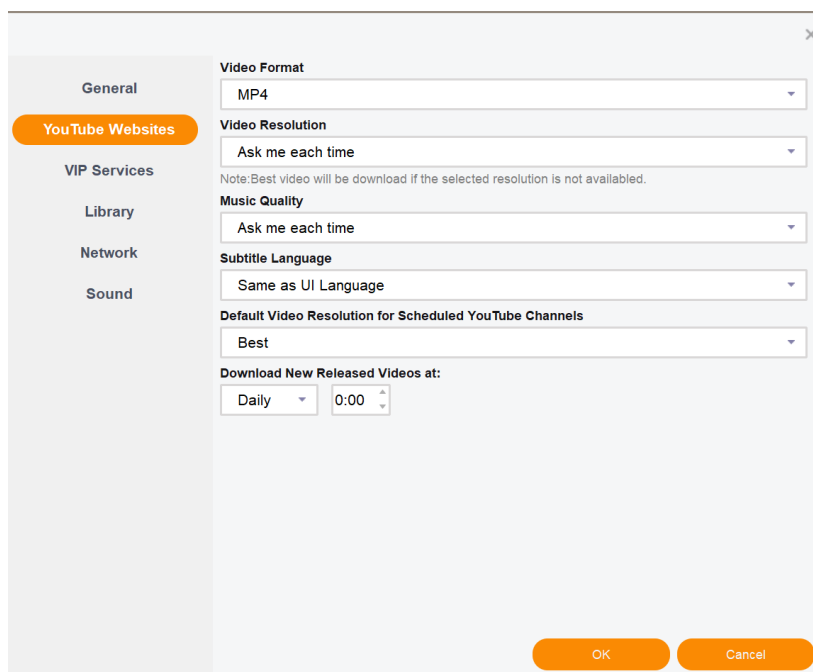 General
YouTube Websites
VIP Services
Library
Network
Sound
Video Format
MP4
Video Resolution
Ask me each time
Note:Best video will be download if the selected resolution is not availabled.
Music Quality
Ask me each time
Subtitle Language
Same as UI Language
Default Video Resolution for Scheduled YouTube Channels
Best
Download New Released Videos at:
Daily 0:00
OK Cancel